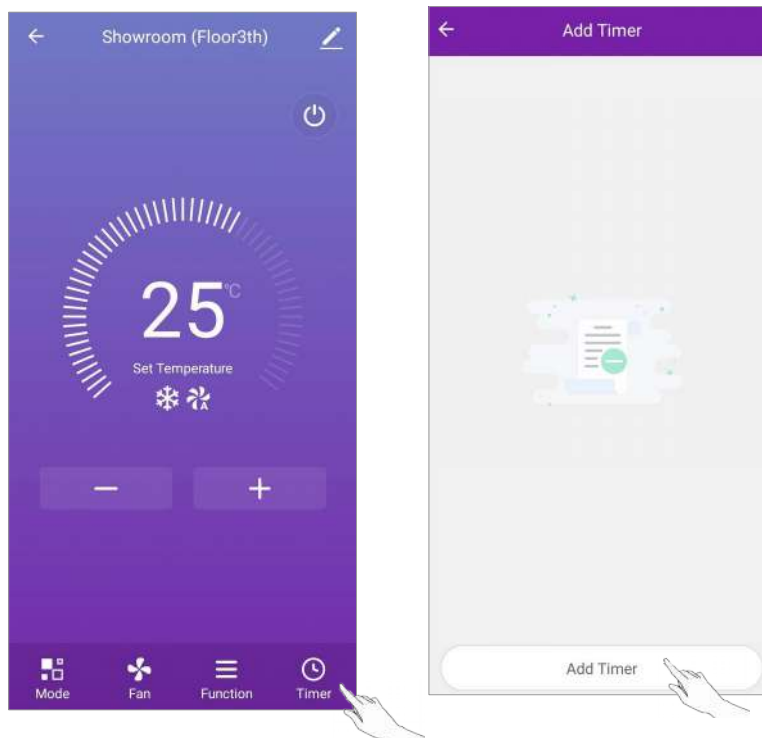 Showroom (Floor3th)
25°C
Set Temperature
A
Mode
Fan
Function
Timer
Add Timer
Add Timer